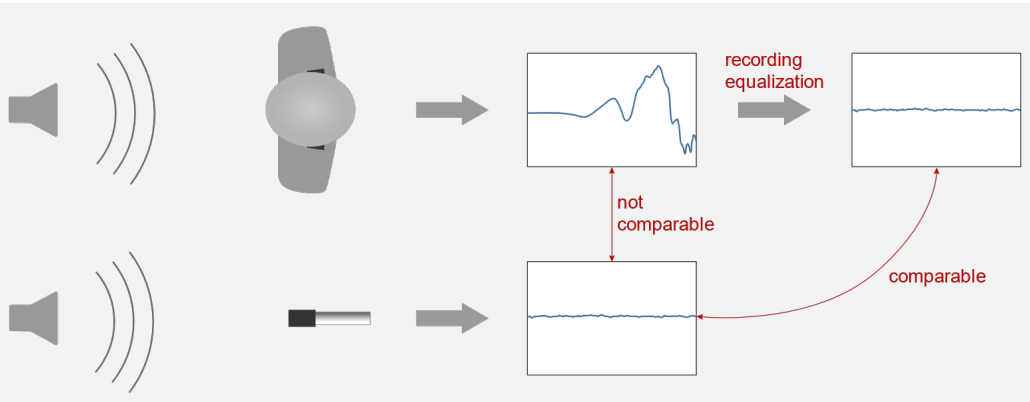 recording
equalization
not
comparable
comparable